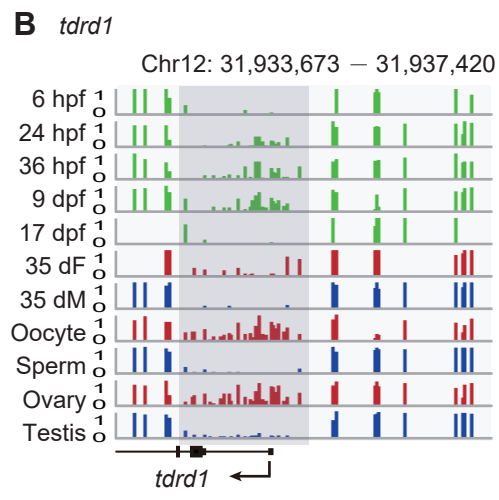 B tdrd1
Chr12: 31,933,673 — 31,937,420
6 hpf 1 0
24 hpf 1 0
36 hpf 1 0
9 dpf 1 0
17 dpf 1 0
35 dF 1 0
35 dM 1 0
Oocyte 1 0
Sperm 1 0
Ovary 1 0
Testis 1 0
tdrd1